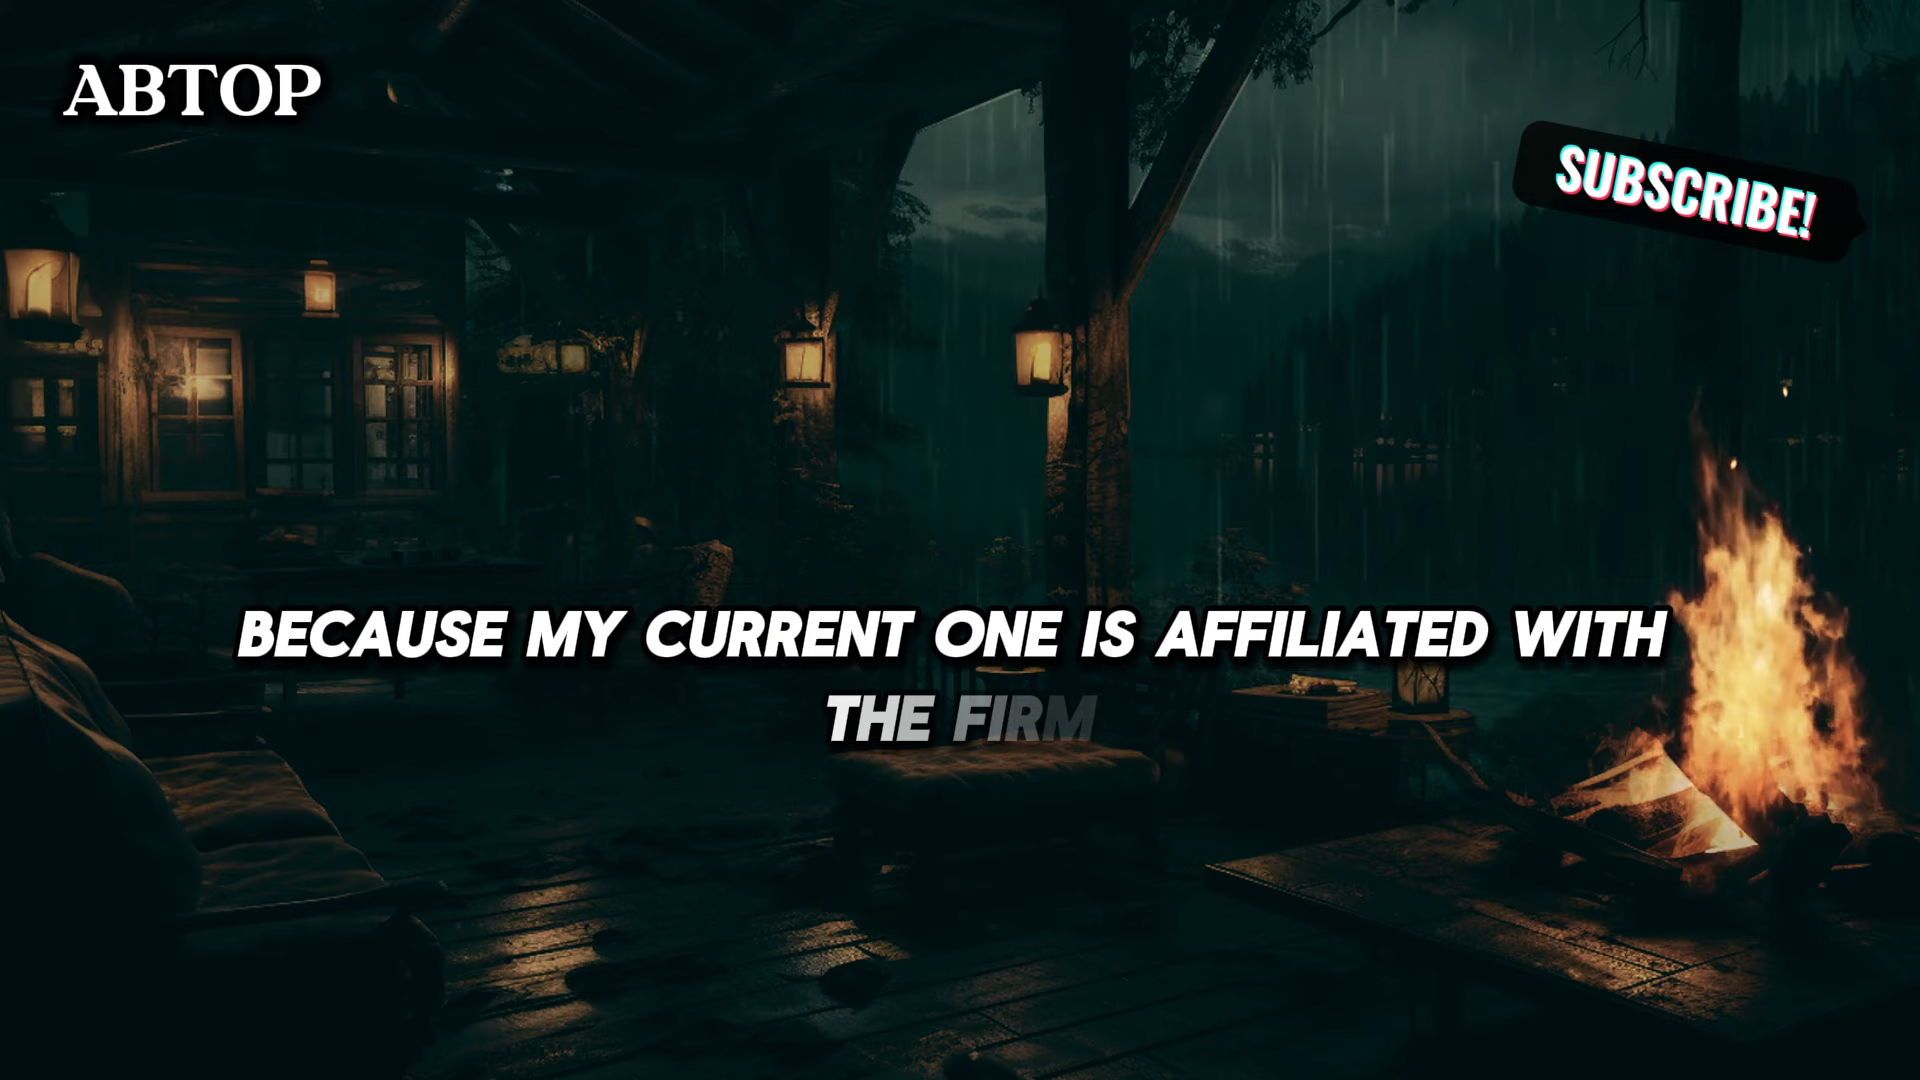 ABTOP
SUBSCRIBE!
BECAUSE MY CURRENT ONE IS AFFILIATED WITH
THE FIRM